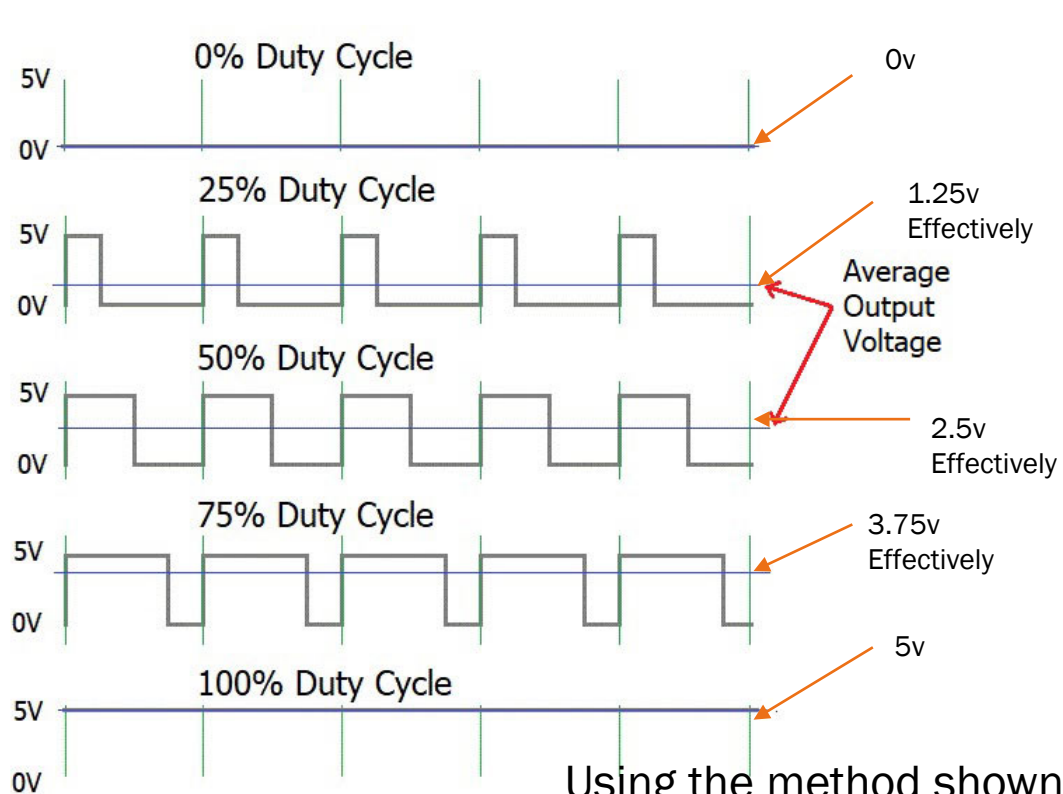 0% Duty Cycle
0v
5V
0V
25% Duty Cycle
1.25v
Effectively
5V
0V
Average
Output
Voltage
50% Duty Cycle
5V
0V
2.5v
Effectively
75% Duty Cycle
3.75v
Effectively
5V
0V
5v
100% Duty Cycle
5V
0V
Using the method shown